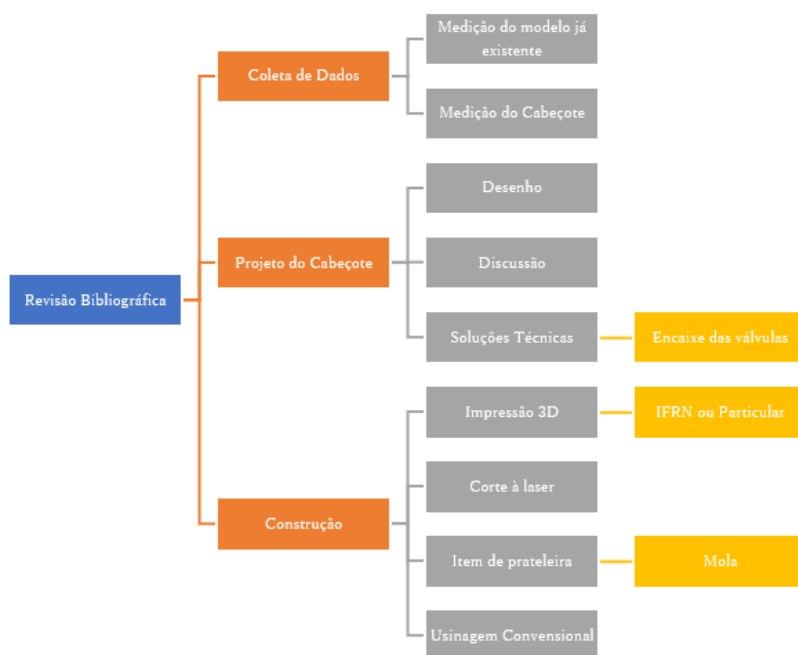 Medição do modelo já
existente
Coleta de Dados
Medição do Cabeçote
Desenho
Projeto do Cabeçote
Discussão
Revisão Bibliográfica
Soluções Técnicas
Encaixe das válvulas
Impressão 3D
IFRN ou Particular
Corte à laser
Construção
Item de prateleira
Mola
Usinagem Convensional